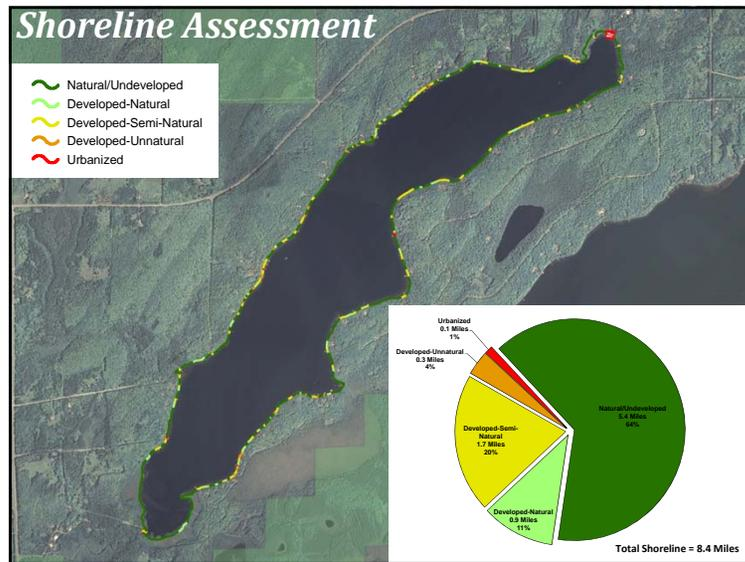 Shoreline Assessment
Natural/Undeveloped
Developed-Natural
Developed-Semi-Natural
Developed-Unnatural
Urbanized
Urbanized
0.1 Miles
1%
Developed-Unnatural
0.3 Miles
4%
Natural/Undeveloped
5.4 Miles
64%
Developed-Semi-
Natural
1.7 Miles
20%
Developed-Natural
0.9 Miles
11%
Total Shoreline = 8.4 Miles